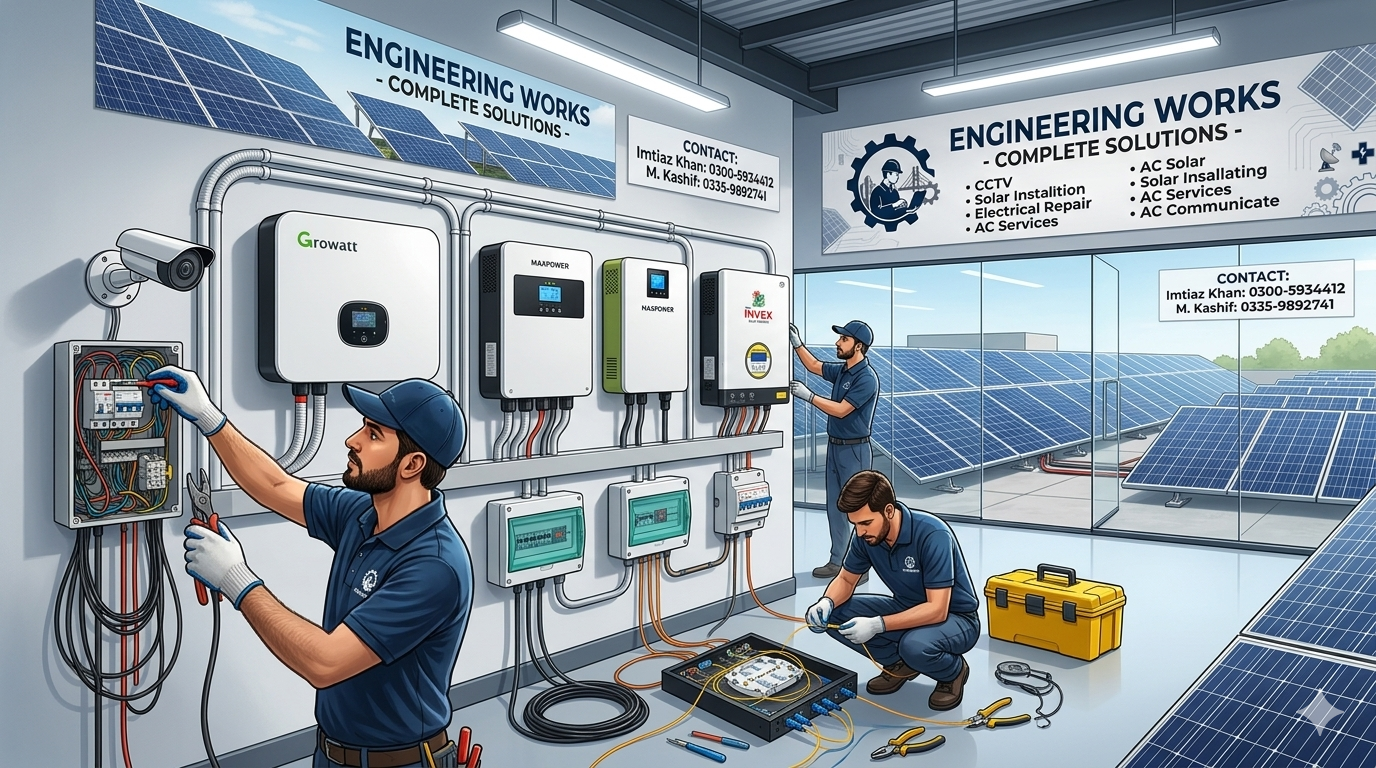 ENGINEERING WORKS
- COMPLETE SOLUTIONS -
CONTACT:
Imtiaz Khan: 0300-5934412
M. Kashif: 0335-9892741
ENGINEERING WORKS
- COMPLETE SOLUTIONS -
• CCTV
• Solar Instalition
• Electrical Repair
• AC Services
• AC Solar
• Solar Insallating
• AC Services
• AC Communicate
CONTACT:
Imtiaz Khan: 0300-5934412
M. Kashif: 0335-9892741
Growatt
MAXPOWER
NASPONER
INVEX